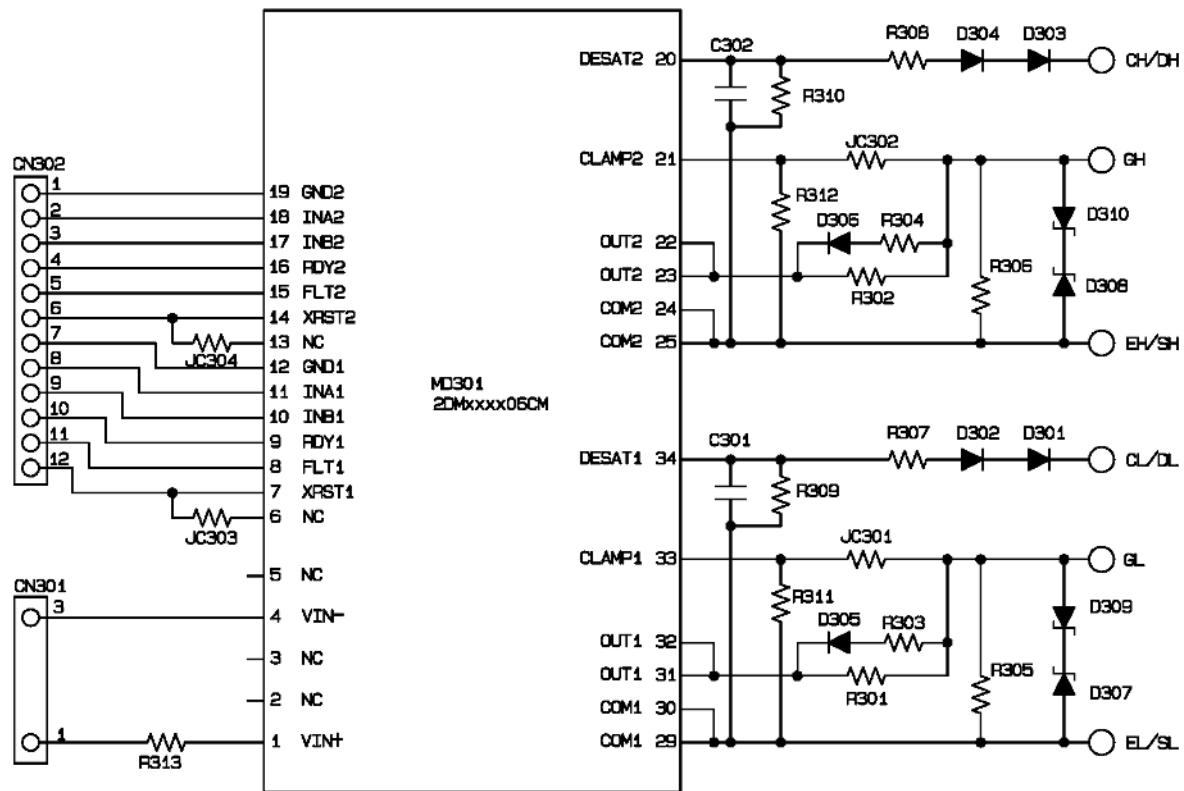 C302
R308
D304
D303
DESAT2 20
CH/DH
R310
JC302
CLAMP2 21
GH
CN302
1
19 GND2
R312
D310
2
18 INA2
D306
R304
3
17 INB2
OUT2 22
4
16 RDY2
OUT2 23
R302
R306
D308
5
15 FLT2
6
14 XRST2
COM2 24
7
13 NC
COM2 25
EH/SH
JC304
8
12 GND1
9
11 INA1
MD301
2DMxxxx06CM
10
10 INB1
11
9 RDY1
C301
R307
D302
D301
12
8 FLT1
DESAT1 34
CL/DL
7 XRST1
R309
6 NC
JC303
JC301
CLAMP1 33
GL
5 NC
CN301
R311
D309
3
4 VIN-
D305
R303
OUT1 32
3 NC
OUT1 31
R301
R305
D307
2 NC
COM1 30
1
1 VIN+
COM1 29
EL/SL
R313